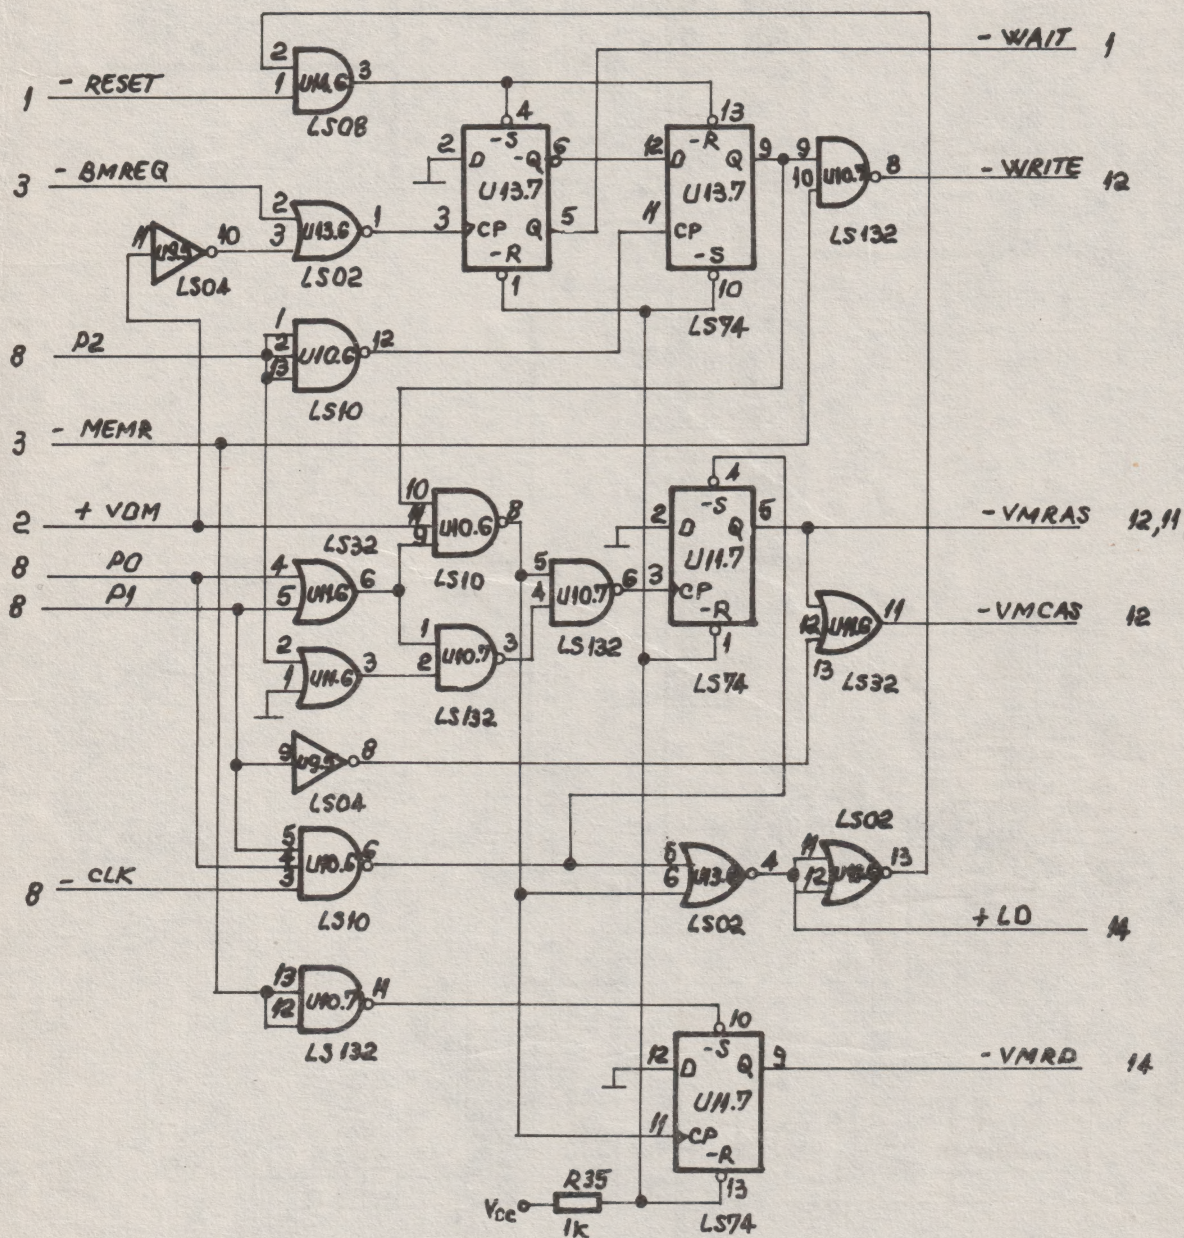 - WAIT 1
2
1 - RESET 1 U14.6 3
LS08
4 13
3 - BMREQ 2 D -S -Q 6 12 D -R Q 9 9 10 U10.7 8 - WRITE 12
U13.7 U13.7
LS132
2 3 U13.6 1 3 CP Q 5 11 CP
-R -S
11 U9.5 10
LS04 LS02 1 10
LS74
8 P2 1 2 13 U10.6 12
LS10
3 - MEMR
4
10 -S
2 + VDM 11 9 U10.6 8 2 D Q 5 - VMRAS 12,11
LS32 LS10 U11.7
8 P0 4 5 U11.6 6 5 4 U10.7 6 3 CP
8 P1 -R 12 U11.6 11 - VMCAS 12
LS132 1 13 LS32
2 1 U11.6 3 1 2 U10.7 3
LS132 LS74
9 U9.5 8
LS04
LS02
5 4 3 U10.6 6 5 6 U13.6 4 11 12 13
8 - CLK
LS10 LS02 + LD 14
13 12 U10.7 11
LS132 10
12 D -S Q 9 - VMRD 14
U11.7
11 CP
-R
R35 13
Vcc 1K LS74